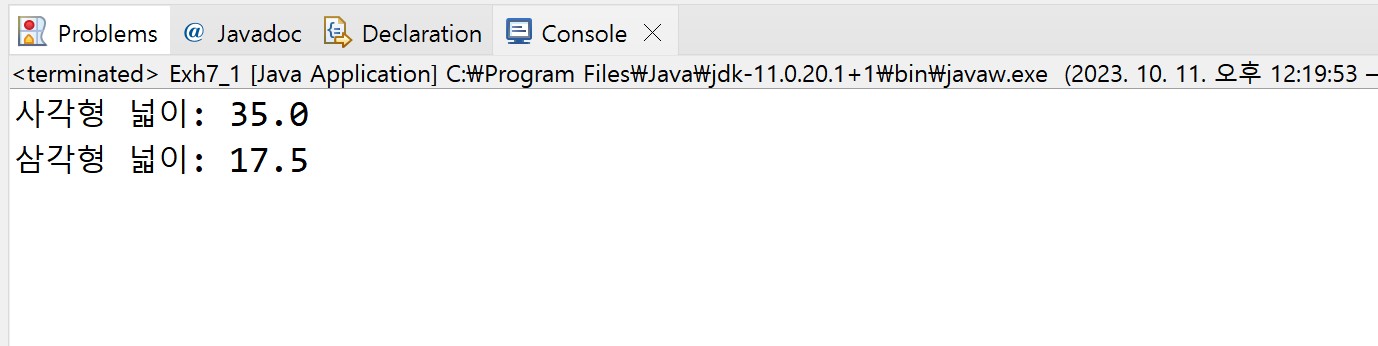 Problems @ Javadoc Declaration Console
<terminated> Exh7_1 [Java Application] C:₩Program Files₩Java₩jdk-11.0.20.1+1₩bin₩javaw.exe (2023. 10. 11. 오후 12:19:53 –
사각형 넓이: 35.0
삼각형 넓이: 17.5